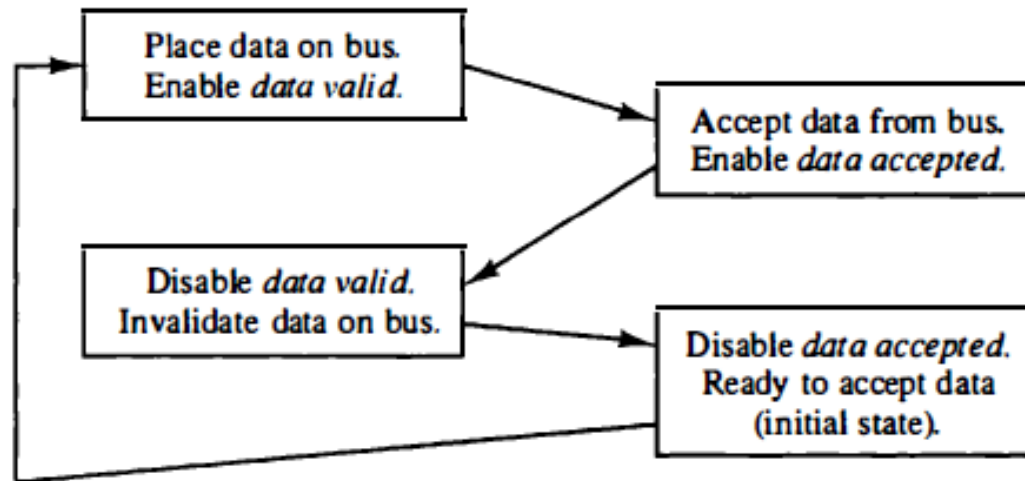 Place data on bus.
Enable data valid.
Accept data from bus.
Enable data accepted.
Disable data valid.
Invalidate data on bus.
Disable data accepted.
Ready to accept data
(initial state).